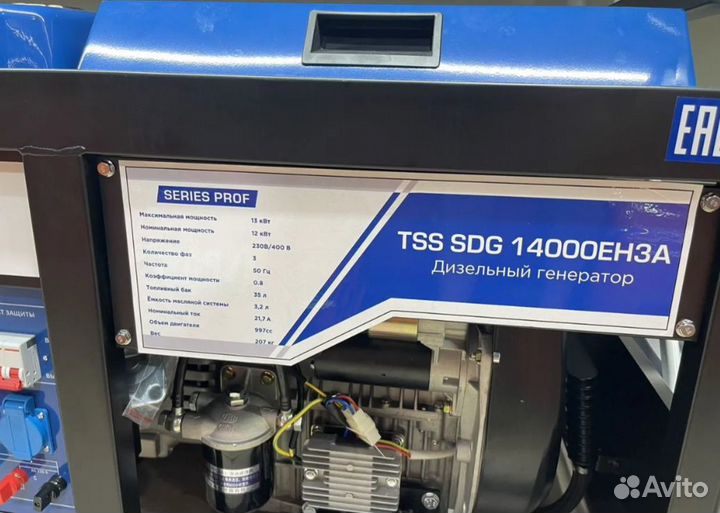 EAC
SERIES PROF
Максимальная мощность 13 кВт
Номинальная мощность 12 кВт
Напряжение 230В/400 В
Количество фаз 3
Частота 50 Гц
Коэффициент мощности 0.8
Топливный бак 35 л
Ёмкость масляной системы 3,2 л
Номинальный ток 21,7 А
Объем двигателя 997сс
Вес 207 кг
TSS SDG 14000EH3A
Дизельный генератор
ЗАЩИТЫ
Avito